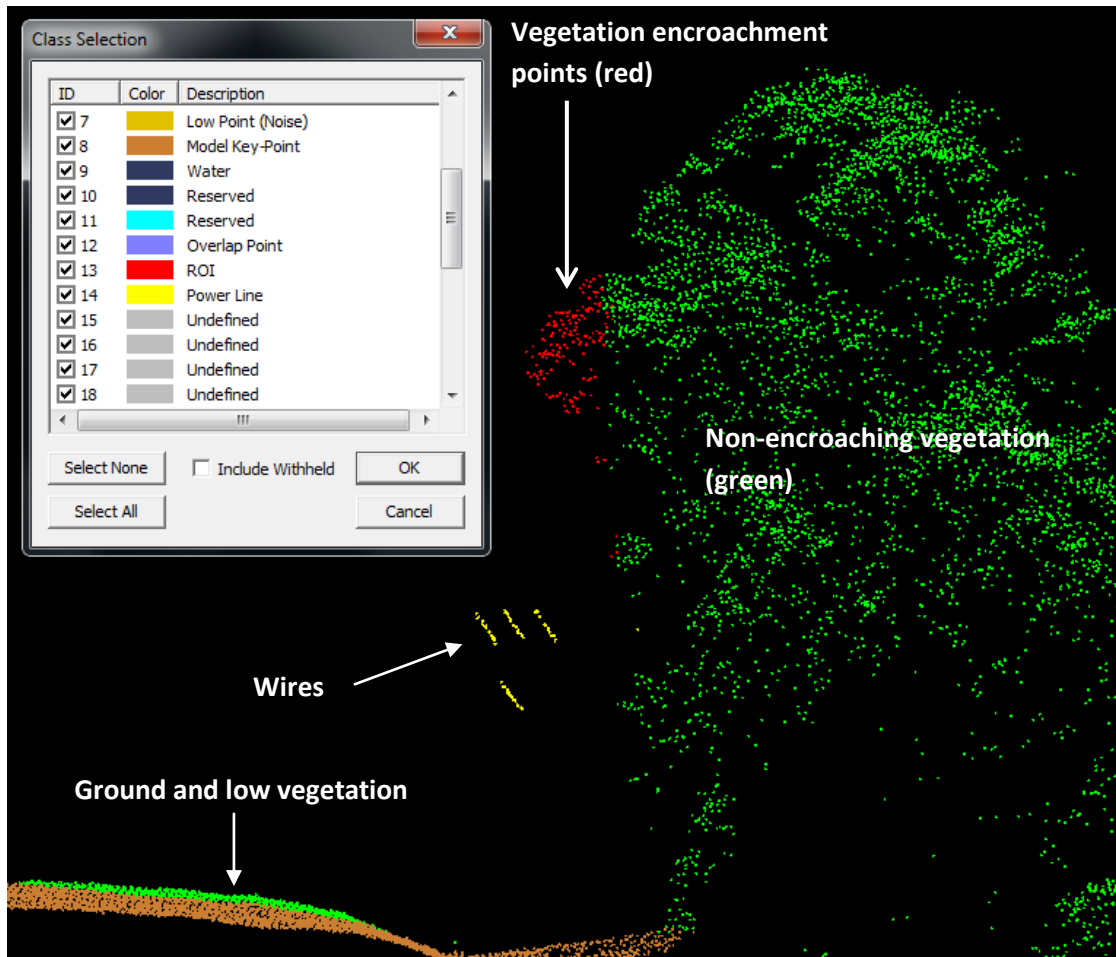 Class Selection
ID Color Description
7 Low Point (Noise)
8 Model Key-Point
9 Water
10 Reserved
11 Reserved
12 Overlap Point
13 ROI
14 Power Line
15 Undefined
16 Undefined
17 Undefined
18 Undefined
Select None Include Withheld OK
Select All Cancel
Vegetation encroachment
points (red)
Non-encroaching vegetation
(green)
Wires
Ground and low vegetation